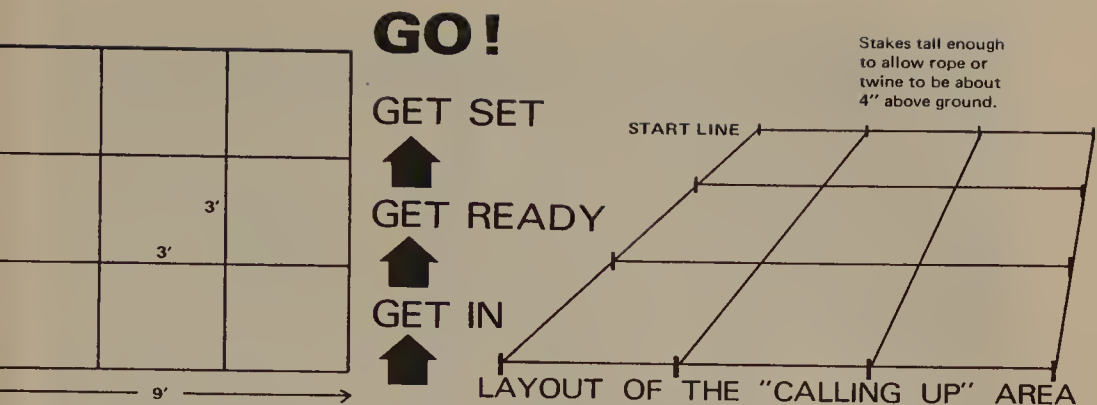 GO!
GET SET
GET READY
GET IN
3'
3'
9'
Stakes tall enough
to allow rope or
twine to be about
4" above ground.
START LINE
LAYOUT OF THE "CALLING UP" AREA